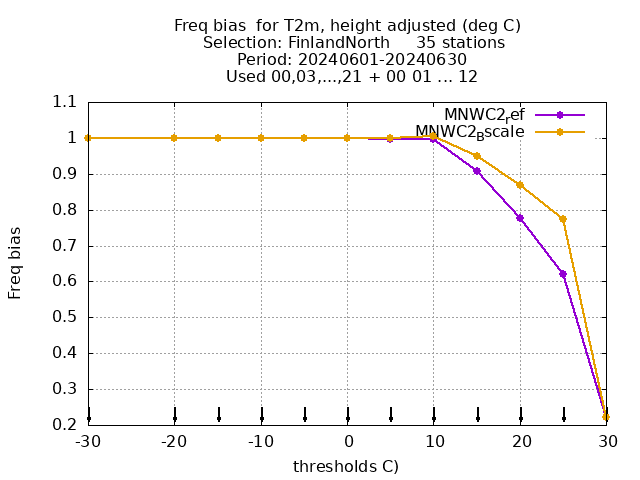 Freq bias  for T2m, height adjusted (deg C)
Selection: FinlandNorth     35 stations
Period: 20240601-20240630
Used 00,03,...,21 + 00 01 ... 12
MNWC2ref
MNWC2Bscale
Freq bias
1.1
1
0.9
0.8
0.7
0.6
0.5
0.4
0.3
0.2
-30 -20 -10 0 10 20 30
thresholds C)